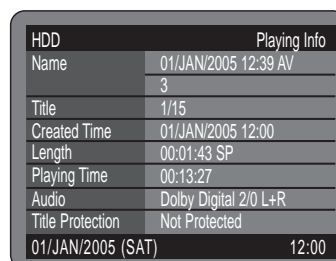 HDD Playing Info
Name 01/JAN/2005 12:39 AV
3
Title 1/15
Created Time 01/JAN/2005 12:00
Length 00:01:43 SP
Playing Time 00:13:27
Audio Dolby Digital 2/0 L+R
Title Protection Not Protected
01/JAN/2005 (SAT) 12:00